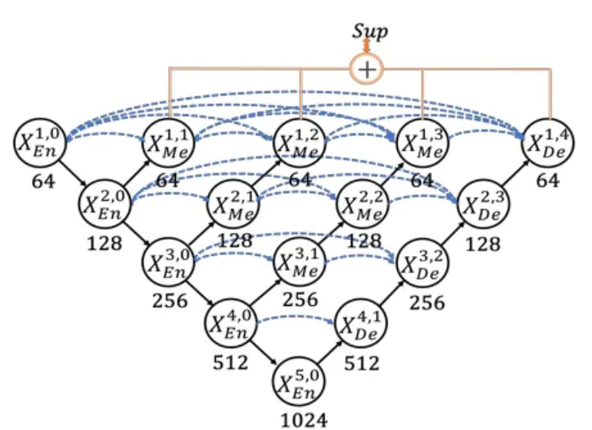 Sup
+
X_{En}^{1,0} X_{Me}^{1,1} X_{Me}^{1,2} X_{Me}^{1,3} X_{De}^{1,4}
64 64 64 64 64
X_{En}^{2,0} X_{Me}^{2,1} X_{Me}^{2,2} X_{De}^{2,3}
128 128 128 128
X_{En}^{3,0} X_{Me}^{3,1} X_{De}^{3,2}
256 256 256
X_{En}^{4,0} X_{De}^{4,1}
512 512
X_{En}^{5,0}
1024